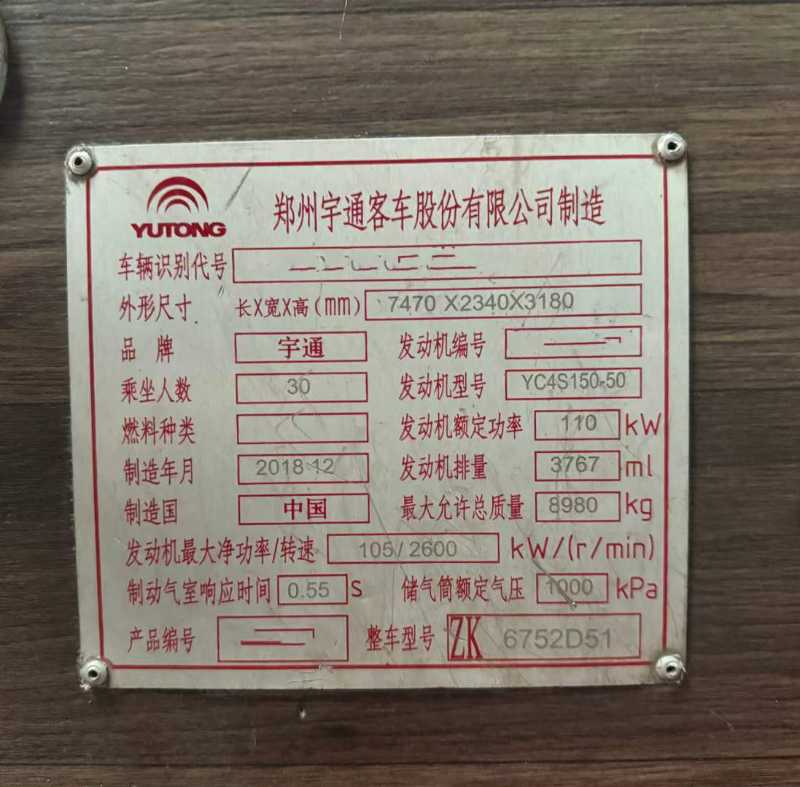 YUTONG 郑州宇通客车股份有限公司制造
车辆识别代号
外形尺寸 长X宽X高(mm) 7470 X2340X3180
品牌 宇通 发动机编号
乘坐人数 30 发动机型号 YC4S150-50
燃料种类 发动机额定功率 110 kW
制造年月 2018 12 发动机排量 3767 ml
制造国 中国 最大允许总质量 8980 kg
发动机最大净功率/转速 105/2600 kW/(r/min)
制动气室响应时间 0.55 S 储气筒额定气压 1000 kPa
产品编号 整车型号 ZK 6752D51